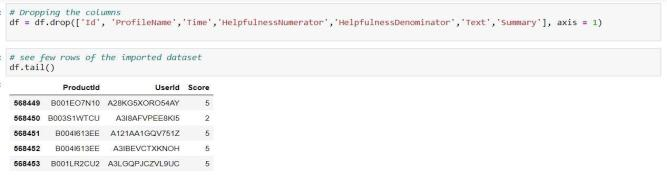 # Dropping the columns
df = df.drop(['Id', 'ProfileName','Time','HelpfulnessNumerator','HelpfulnessDenominator','Text','Summary'], axis = 1)
# see few rows of the imported dataset
df.tail()
ProductId UserId Score
568449 B001EO7N10 A28KG5XORO54AY 5
568450 B003S1WTCU A3I8AFVPEE8KI5 2
568451 B004I613EE A121AA1GQV751Z 5
568452 B004I613EE A3IBEVCTXKNOH 5
568453 B001LR2CU2 A3LGQPJCZVL9UC 5